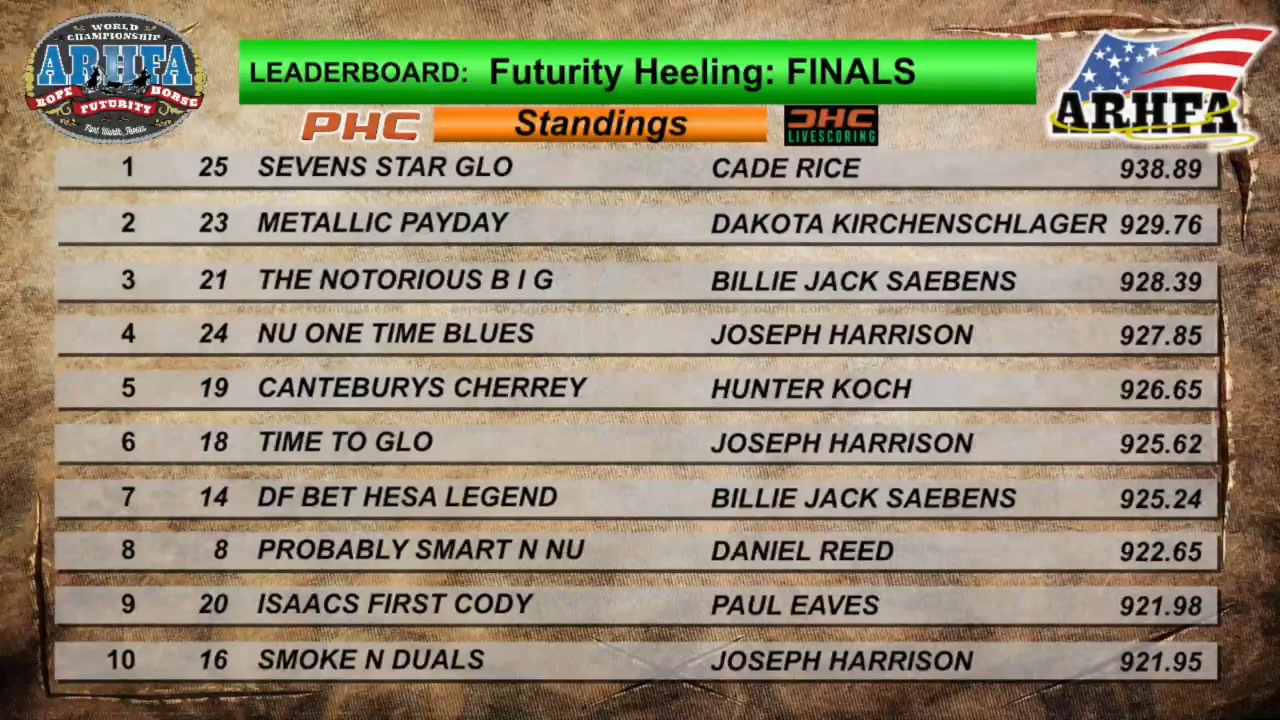 WORLD
CHAMPIONSHIP
ARHFA
ROPE HORSE
FUTURITY
Fort Worth, Texas
LEADERBOARD: Futurity Heeling: FINALS
ARHFA
PHC Standings DHC
LIVESCORING
1 25 SEVENS STAR GLO CADE RICE 938.89
2 23 METALLIC PAYDAY DAKOTA KIRCHENSCHLAGER 929.76
3 21 THE NOTORIOUS B I G BILLIE JACK SAEBENS 928.39
4 24 NU ONE TIME BLUES JOSEPH HARRISON 927.85
5 19 CANTEBURYS CHERREY HUNTER KOCH 926.65
6 18 TIME TO GLO JOSEPH HARRISON 925.62
7 14 DF BET HESA LEGEND BILLIE JACK SAEBENS 925.24
8 8 PROBABLY SMART N NU DANIEL REED 922.65
9 20 ISAACS FIRST CODY PAUL EAVES 921.98
10 16 SMOKE N DUALS JOSEPH HARRISON 921.95